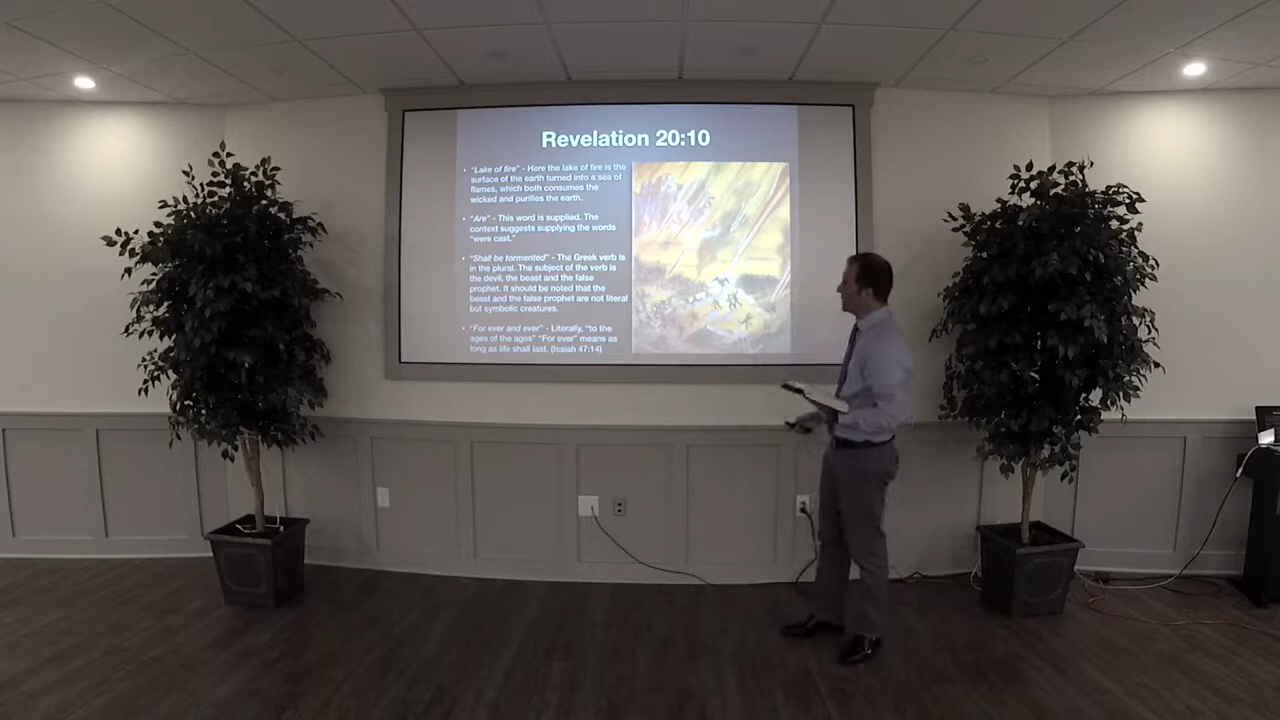 Revelation 20:10
• “Lake of fire” - Here the lake of fire is the
surface of the earth turned into a sea of
flames, which both consumes the
wicked and purifies the earth.
• “Are” - This word is supplied. The
context suggests supplying the words
“were cast.”
• “Shall be tormented” - The Greek verb is
in the plural. The subject of the verb is
the devil, the beast and the false
prophet. It should be noted that the
beast and the false prophet are not literal
but symbolic creatures.
• “For ever and ever” - Literally, “to the
ages of the ages” “For ever” means as
long as life shall last. (Isaiah 47:14)